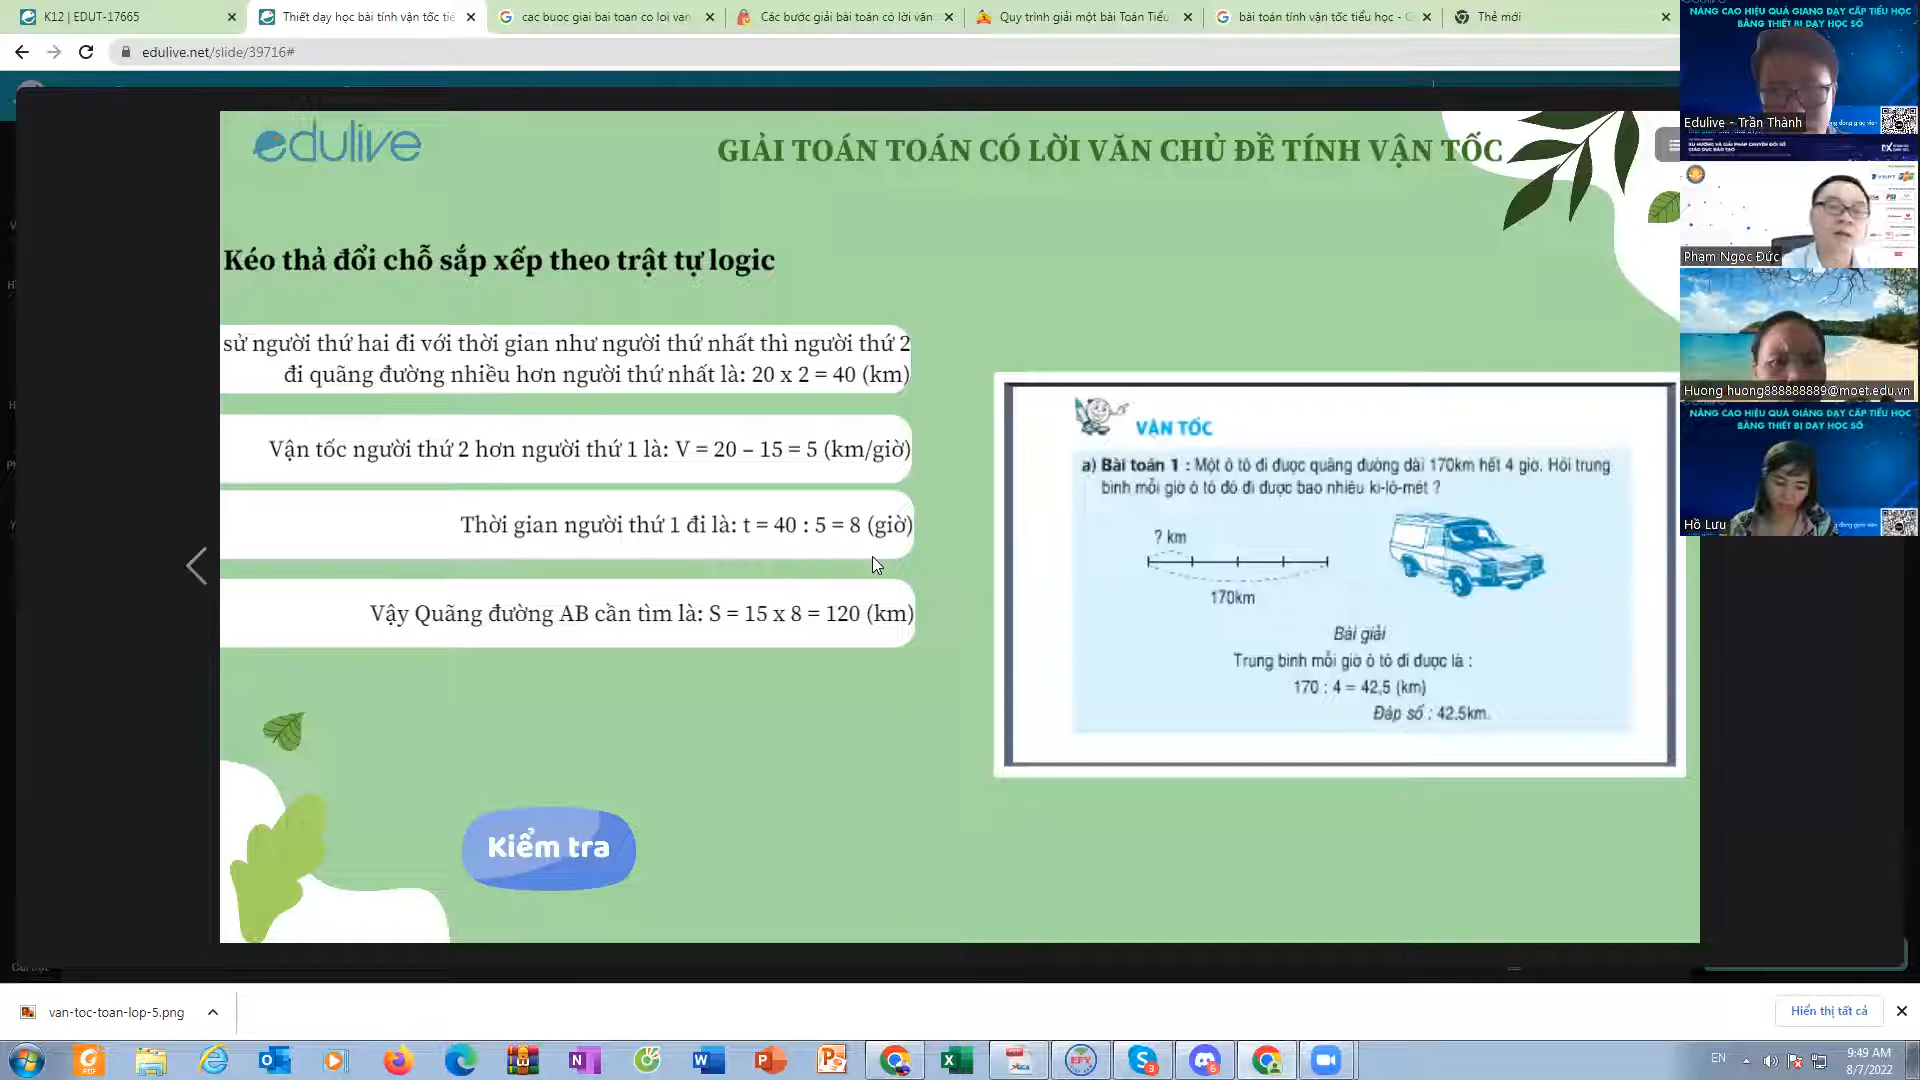 K12 | EDUT-17665
Thiết dạy học bài tính vận tốc tiể
cac buoc giai bai toan co loi van
Các bước giải bài toán có lời văn
Quy trình giải một bài Toán Tiểu
bài toán tính vận tốc tiểu học - G
Thẻ mới
edulive.net/slide/39716#
edulive
GIẢI TOÁN TOÁN CÓ LỜI VĂN CHỦ ĐỀ TÍNH VẬN TỐC
Kéo thả đổi chỗ sắp xếp theo trật tự logic
sử người thứ hai đi với thời gian như người thứ nhất thì người thứ 2
đi quãng đường nhiều hơn người thứ nhất là: 20 x 2 = 40 (km)
Vận tốc người thứ 2 hơn người thứ 1 là: V = 20 – 15 = 5 (km/giờ)
Thời gian người thứ 1 đi là: t = 40 : 5 = 8 (giờ)
Vậy Quãng đường AB cần tìm là: S = 15 x 8 = 120 (km)
Kiểm tra
VẬN TỐC
a) Bài toán 1 : Một ô tô đi được quãng đường dài 170km hết 4 giờ. Hỏi trung
bình mỗi giờ ô tô đó đi được bao nhiêu ki-lô-mét ?
? km
170km
Bài giải
Trung bình mỗi giờ ô tô đi được là :
170 : 4 = 42,5 (km)
Đáp số : 42,5km.
NÂNG CAO HIỆU QUẢ GIẢNG DẠY CẤP TIỂU HỌC
BẰNG THIẾT BỊ DẠY HỌC SỐ
Edulive - Trần Thành
XU HƯỚNG VÀ GIẢI PHÁP CHUYỂN ĐỔI SỐ
GIÁO DỤC ĐÀO TẠO
VNPT
Phạm Ngọc Đức
Huong huong888888889@moet.edu.vn
NÂNG CAO HIỆU QUẢ GIẢNG DẠY CẤP TIỂU HỌC
BẰNG THIẾT BỊ DẠY HỌC SỐ
Hồ Lưu
van-toc-toan-lop-5.png
Hiển thị tất cả
EN
9:49 AM
8/7/2022